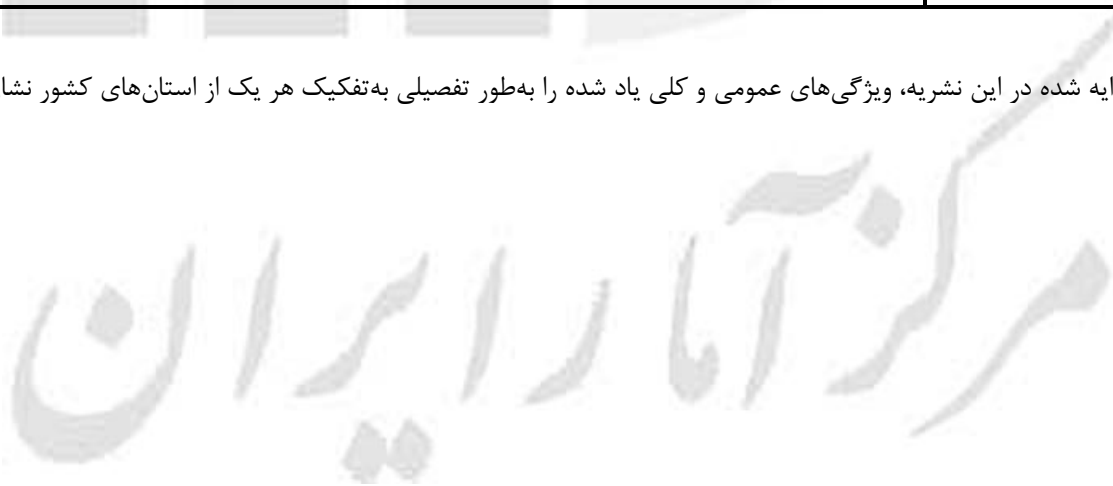 ایه شده در این نشریه، ویژگی‌های عمومی و کلی یاد شده را به‌طور تفصیلی به‌تفکیک هر یک از استان‌های کشور نشا
مرکز آمار ایران